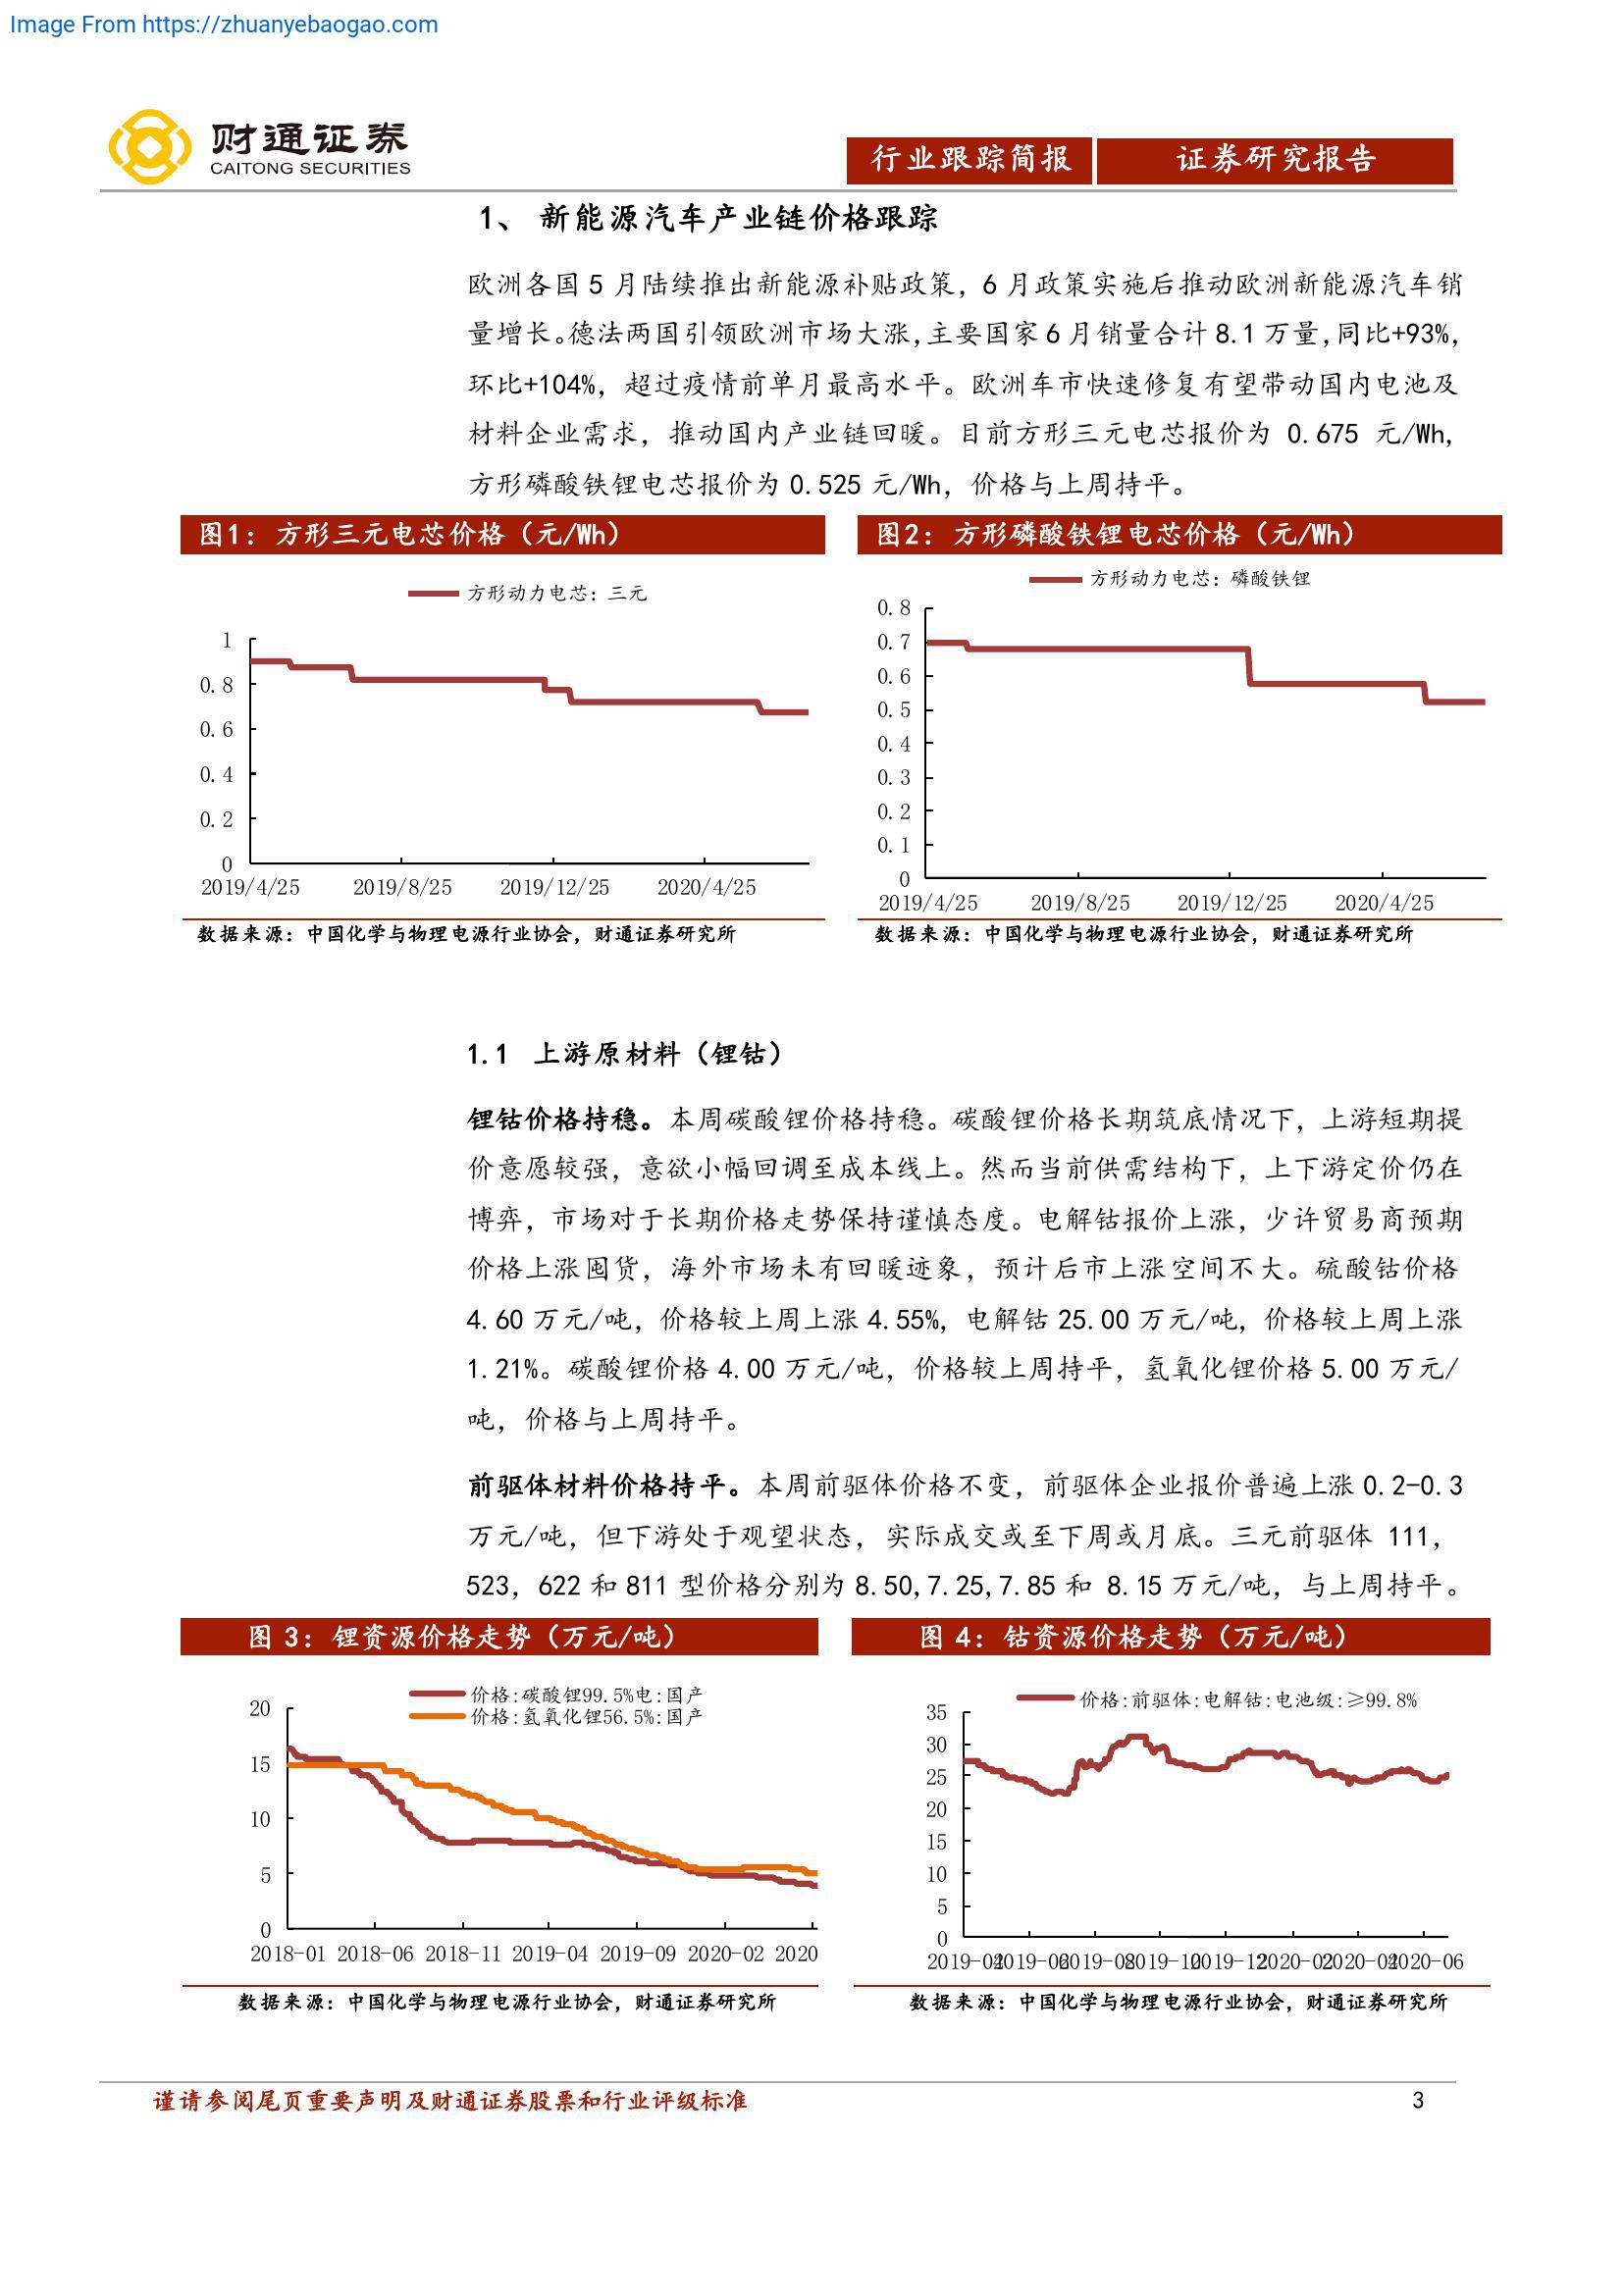 Image From https://zhuanyebaogao.com
财通证券
CAITONG SECURITIES
行业跟踪简报
证券研究报告
1、 新能源汽车产业链价格跟踪
欧洲各国 5 月陆续推出新能源补贴政策，6 月政策实施后推动欧洲新能源汽车销
量增长。德法两国引领欧洲市场大涨，主要国家 6 月销量合计 8.1 万量，同比+93%，
环比+104%，超过疫情前单月最高水平。欧洲车市快速修复有望带动国内电池及
材料企业需求，推动国内产业链回暖。目前方形三元电芯报价为 0.675 元/Wh，
方形磷酸铁锂电芯报价为 0.525 元/Wh，价格与上周持平。
图1：方形三元电芯价格（元/Wh）
方形动力电芯：三元
1
0.8
0.6
0.4
0.2
0
2019/4/25 2019/8/25 2019/12/25 2020/4/25
数据来源：中国化学与物理电源行业协会，财通证券研究所
图2：方形磷酸铁锂电芯价格（元/Wh）
方形动力电芯：磷酸铁锂
0.8
0.7
0.6
0.5
0.4
0.3
0.2
0.1
0
2019/4/25 2019/8/25 2019/12/25 2020/4/25
数据来源：中国化学与物理电源行业协会，财通证券研究所
1.1 上游原材料（锂钴）
锂钴价格持稳。本周碳酸锂价格持稳。碳酸锂价格长期筑底情况下，上游短期提
价意愿较强，意欲小幅回调至成本线上。然而当前供需结构下，上下游定价仍在
博弈，市场对于长期价格走势保持谨慎态度。电解钴报价上涨，少许贸易商预期
价格上涨囤货，海外市场未有回暖迹象，预计后市上涨空间不大。硫酸钴价格
4.60 万元/吨，价格较上周上涨 4.55%，电解钴 25.00 万元/吨，价格较上周上涨
1.21%。碳酸锂价格 4.00 万元/吨，价格较上周持平，氢氧化锂价格 5.00 万元/
吨，价格与上周持平。
前驱体材料价格持平。本周前驱体价格不变，前驱体企业报价普遍上涨 0.2-0.3
万元/吨，但下游处于观望状态，实际成交或至下周或月底。三元前驱体 111，
523，622 和 811 型价格分别为 8.50,7.25,7.85 和 8.15 万元/吨，与上周持平。
图 3：锂资源价格走势（万元/吨）
价格:碳酸锂99.5%电:国产
价格:氢氧化锂56.5%:国产
20
15
10
5
0
2018-01 2018-06 2018-11 2019-04 2019-09 2020-02 2020
数据来源：中国化学与物理电源行业协会，财通证券研究所
图 4：钴资源价格走势（万元/吨）
价格:前驱体:电解钴:电池级:≥99.8%
35
30
25
20
15
10
5
0
2019-04 2019-06 2019-08 2019-10 2019-12 2020-02 2020-04 2020-06
数据来源：中国化学与物理电源行业协会，财通证券研究所
谨请参阅尾页重要声明及财通证券股票和行业评级标准
3